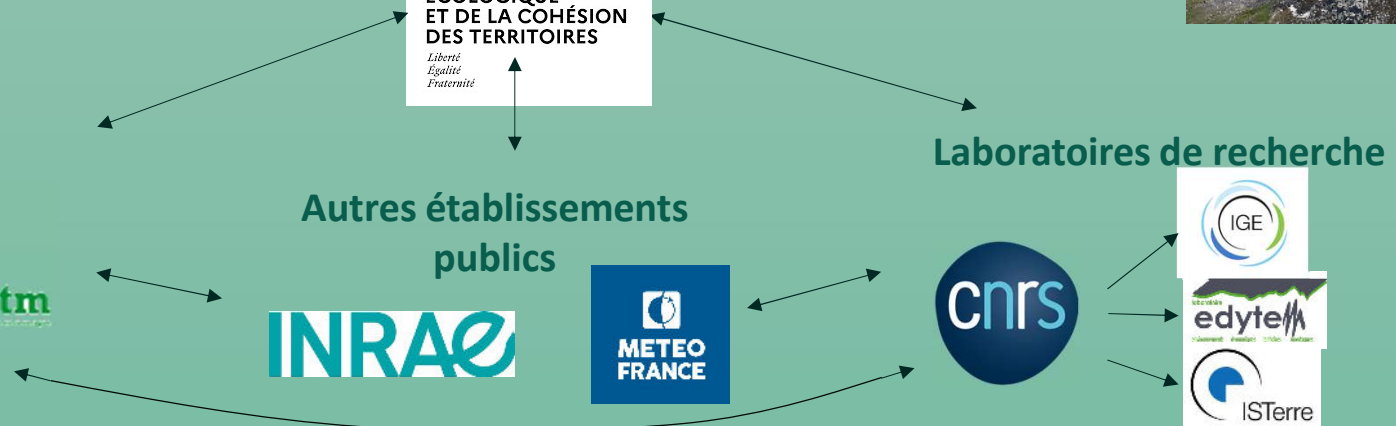 ET DE LA COHÉSION
DES TERRITOIRES
Liberté
Égalité
Fraternité
Laboratoires de recherche
Autres établissements
publics
IGE
tm
INRAE
METEO
FRANCE
cnrs
edytem
ISTerre